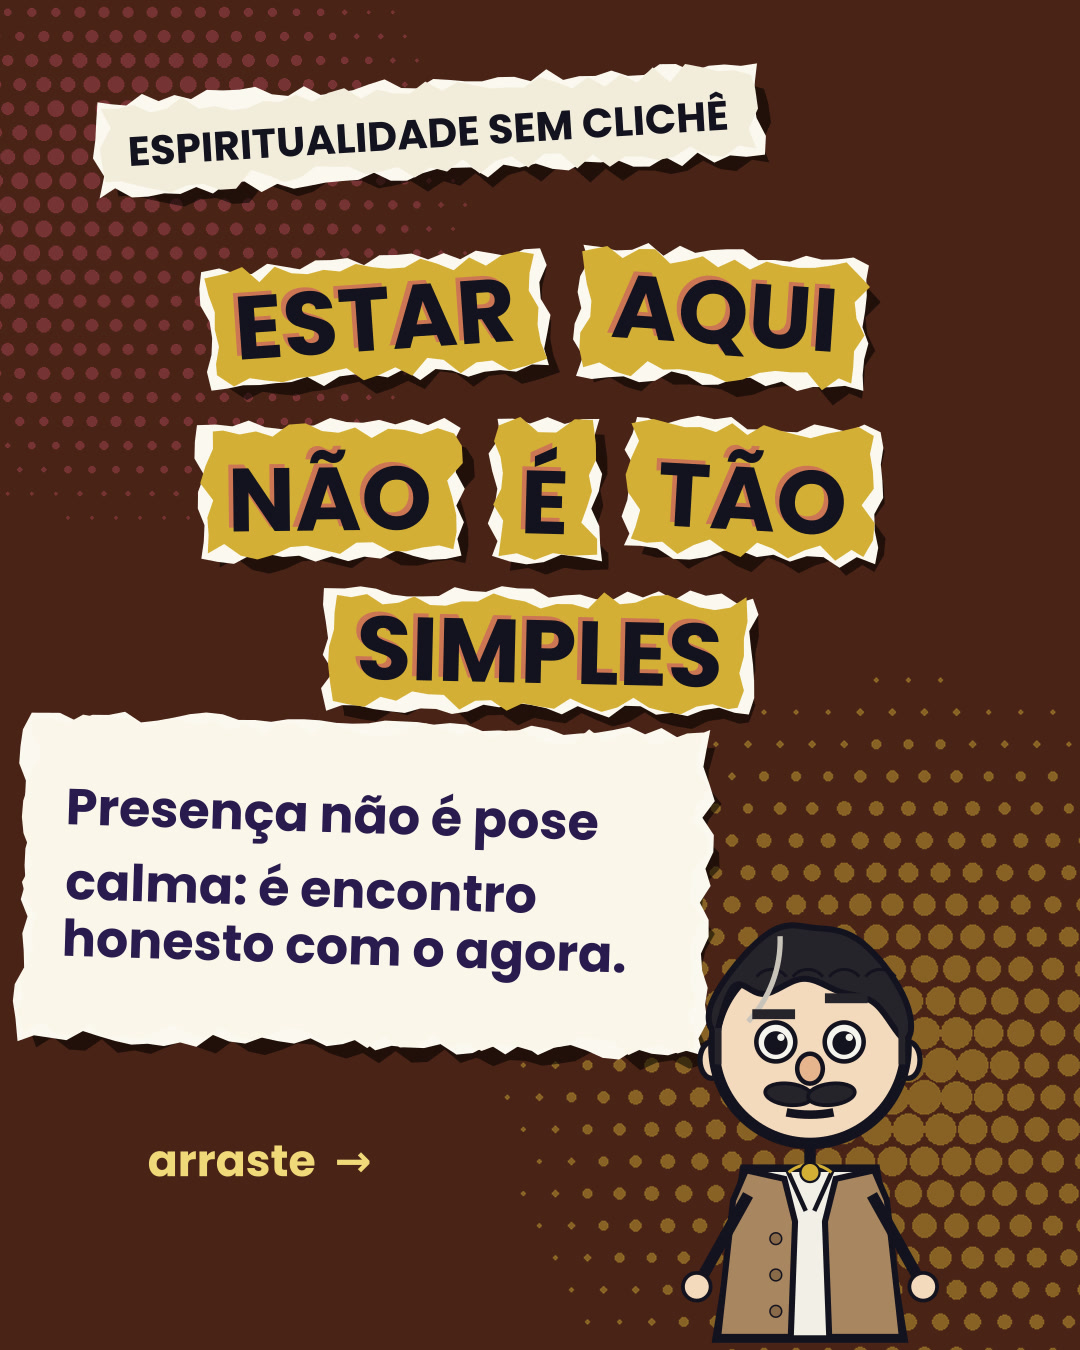 ESPIRITUALIDADE SEM CLICHÊ
ESTAR AQUI
NÃO É TÃO
SIMPLES
Presença não é pose
calma: é encontro
honesto com o agora.
arraste →